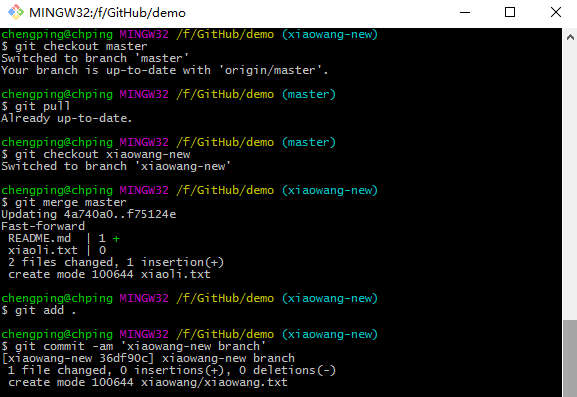 MINGW32:/f/GitHub/demo
chengping@chping MINGW32 /f/GitHub/demo (xiaowang-new)
$ git checkout master
Switched to branch 'master'
Your branch is up-to-date with 'origin/master'.
chengping@chping MINGW32 /f/GitHub/demo (master)
$ git pull
Already up-to-date.
chengping@chping MINGW32 /f/GitHub/demo (master)
$ git checkout xiaowang-new
Switched to branch 'xiaowang-new'
chengping@chping MINGW32 /f/GitHub/demo (xiaowang-new)
$ git merge master
Updating 4a740a0..f75124e
Fast-forward
README.md | 1 +
xiaoli.txt | 0
2 files changed, 1 insertion(+)
create mode 100644 xiaoli.txt
chengping@chping MINGW32 /f/GitHub/demo (xiaowang-new)
$ git add .
chengping@chping MINGW32 /f/GitHub/demo (xiaowang-new)
$ git commit -am 'xiaowang-new branch'
[xiaowang-new 36df90c] xiaowang-new branch
1 file changed, 0 insertions(+), 0 deletions(-)
create mode 100644 xiaowang/xiaowang.txt